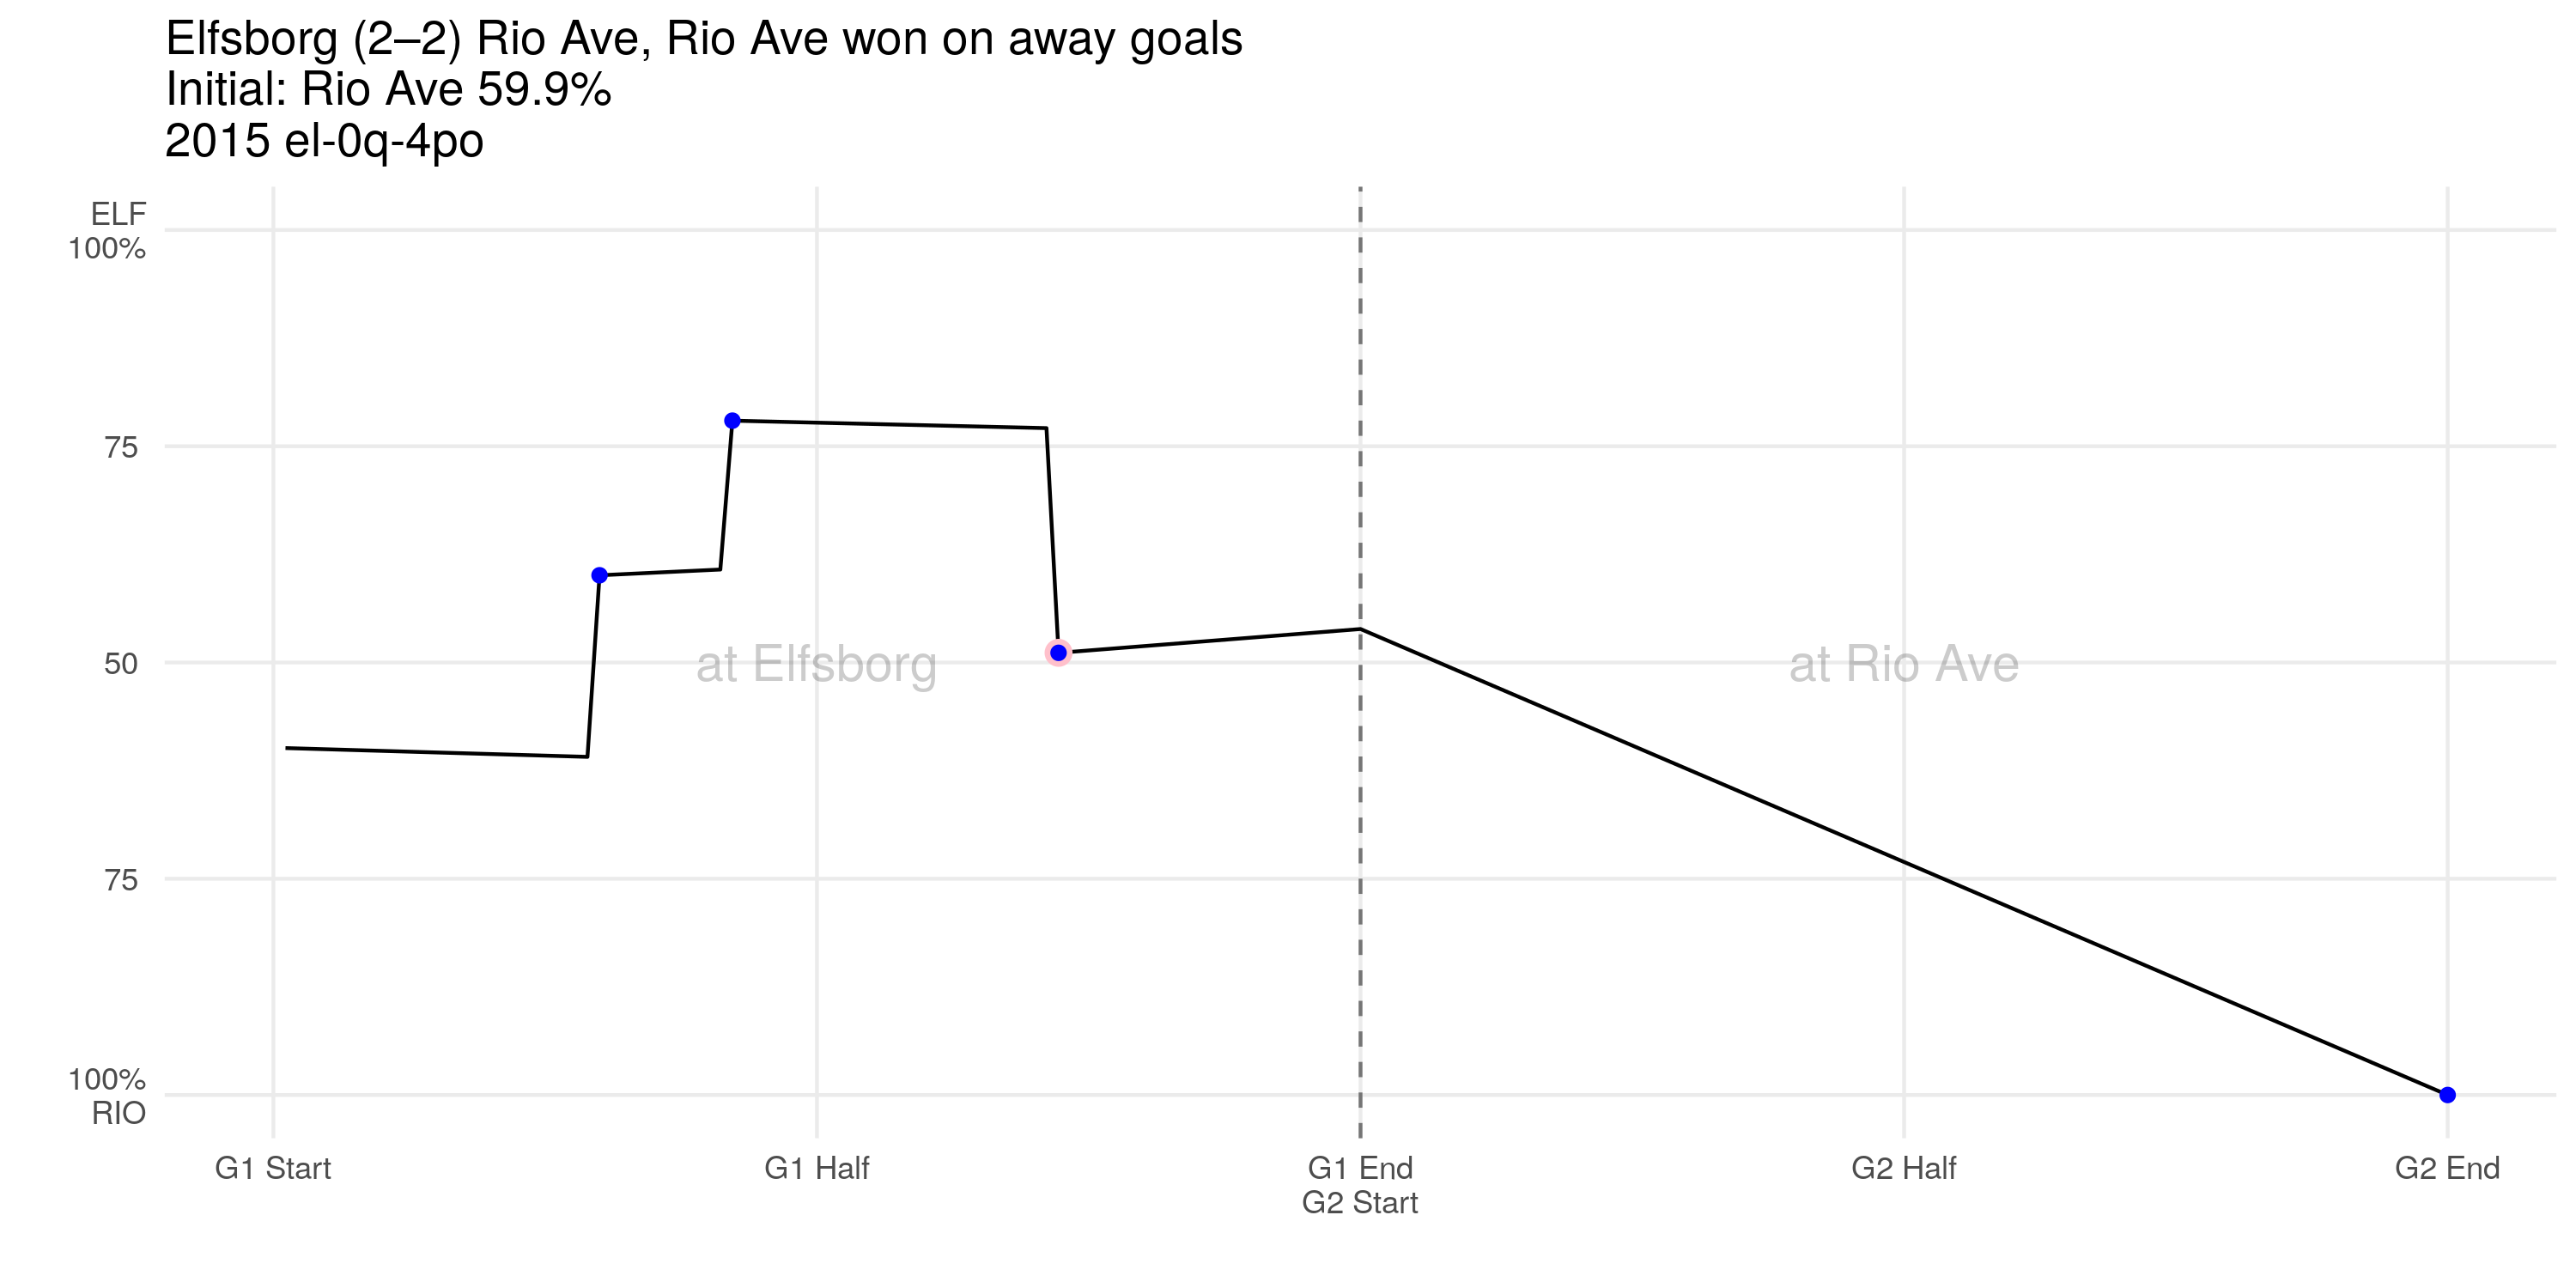 Elfsborg (2–2) Rio Ave, Rio Ave won on away goals
Initial: Rio Ave 59.9%
2015 el-0q-4po
ELF
100%
75
50
75
100%
RIO
at Elfsborg
at Rio Ave
G1 Start
G1 Half
G1 End
G2 Start
G2 Half
G2 End